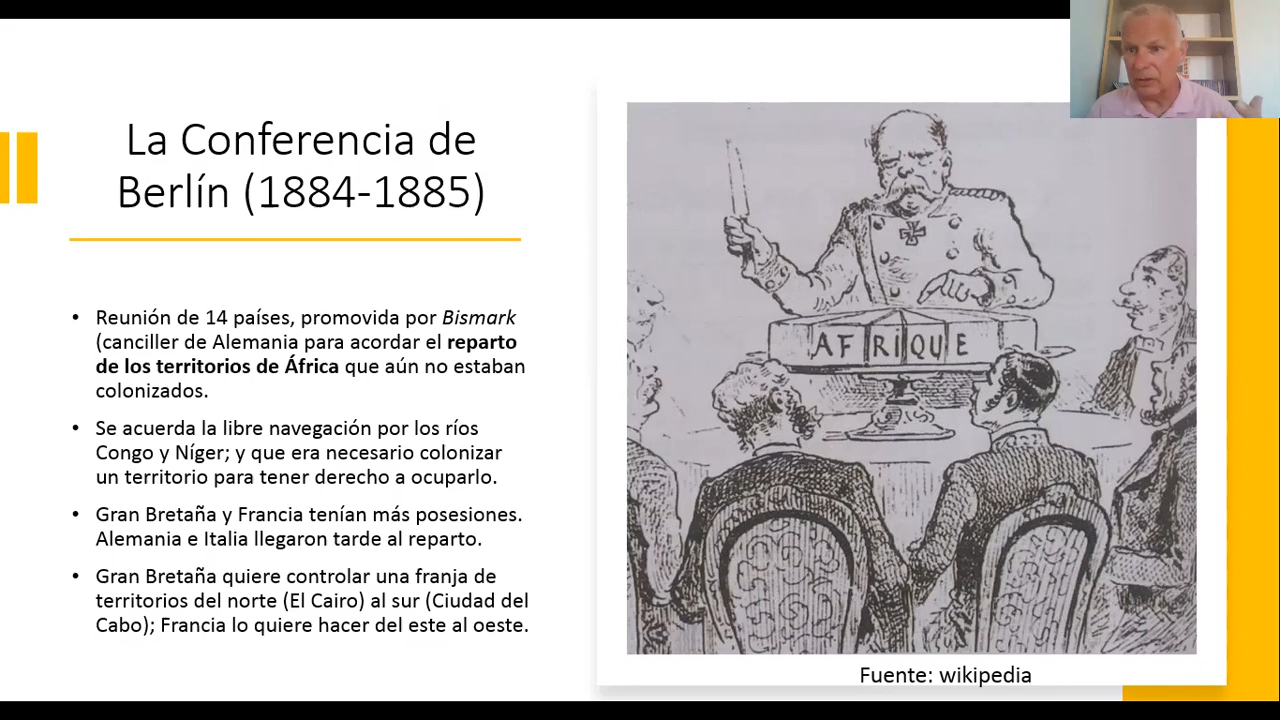 La Conferencia de
Berlín (1884-1885)
• Reunión de 14 países, promovida por Bismark
(canciller de Alemania para acordar el reparto
de los territorios de África que aún no estaban
colonizados.
• Se acuerda la libre navegación por los ríos
Congo y Níger; y que era necesario colonizar
un territorio para tener derecho a ocuparlo.
• Gran Bretaña y Francia tenían más posesiones.
Alemania e Italia llegaron tarde al reparto.
• Gran Bretaña quiere controlar una franja de
territorios del norte (El Cairo) al sur (Ciudad del
Cabo); Francia lo quiere hacer del este al oeste.
AFRIQUE
Fuente: wikipedia